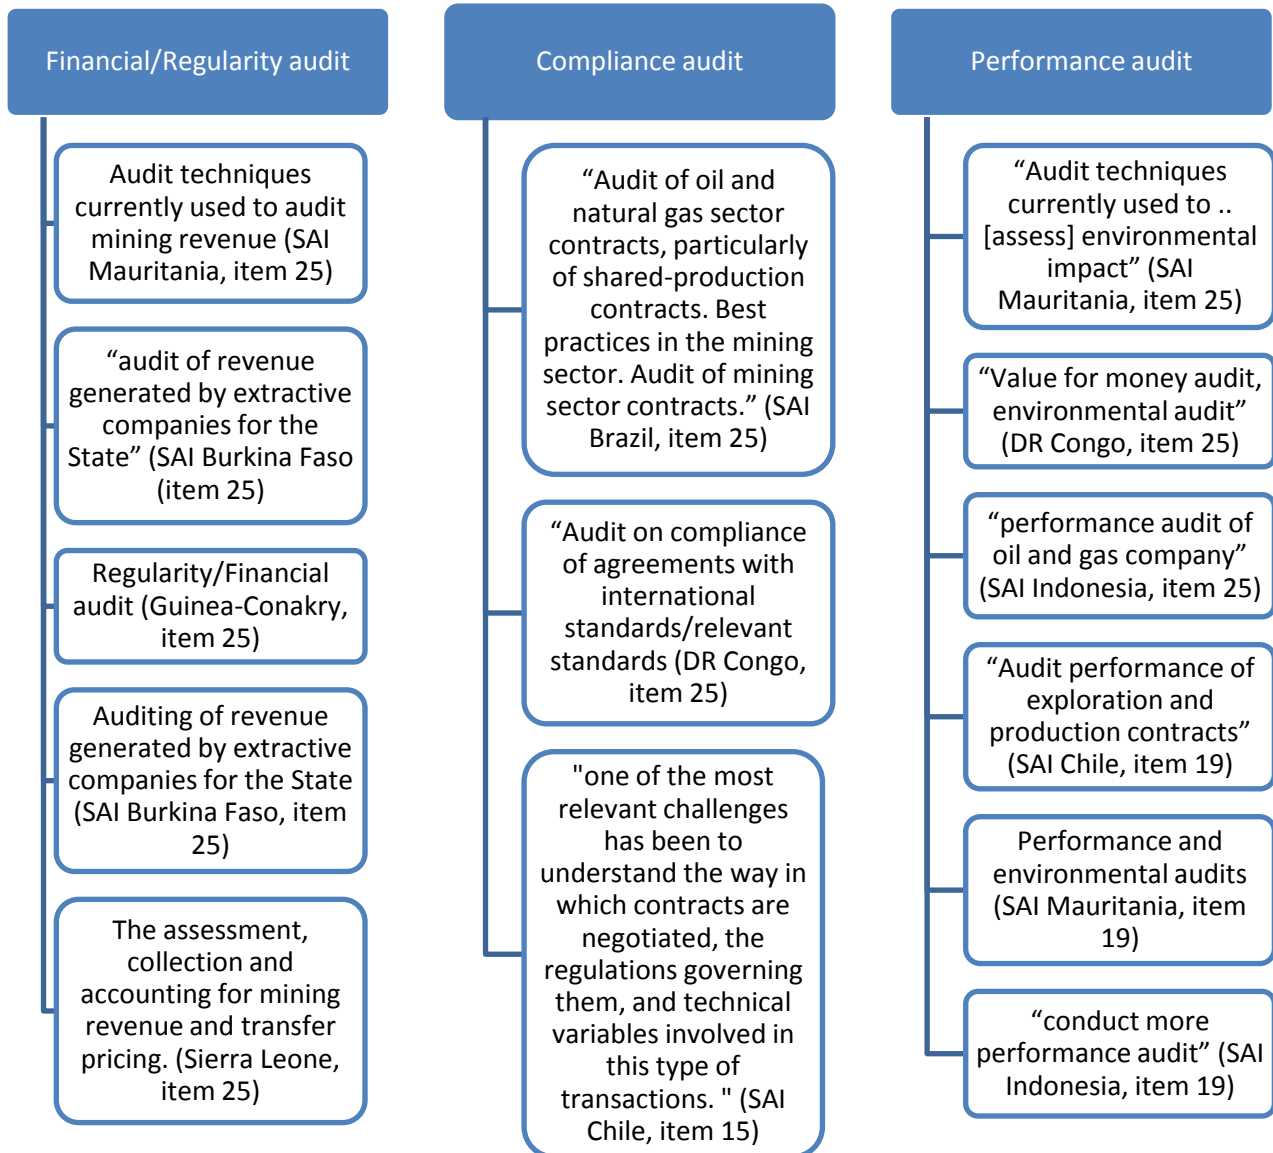 Financial/Regularity audit
Audit techniques
currently used to audit
mining revenue (SAI
Mauritania, item 25)
“audit of revenue
generated by extractive
companies for the
State” (SAI Burkina Faso
(item 25)
Regularity/Financial
audit (Guinea-Conakry,
item 25)
Auditing of revenue
generated by extractive
companies for the State
(SAI Burkina Faso, item
25)
The assessment,
collection and
accounting for mining
revenue and transfer
pricing. (Sierra Leone,
item 25)
Compliance audit
“Audit of oil and
natural gas sector
contracts, particularly
of shared-production
contracts. Best
practices in the mining
sector. Audit of mining
sector contracts.” (SAI
Brazil, item 25)
“Audit on compliance
of agreements with
international
standards/relevant
standards (DR Congo,
item 25)
"one of the most
relevant challenges
has been to
understand the way in
which contracts are
negotiated, the
regulations governing
them, and technical
variables involved in
this type of
transactions. " (SAI
Chile, item 15)
Performance audit
“Audit techniques
currently used to ..
[assess] environmental
impact” (SAI
Mauritania, item 25)
“Value for money audit,
environmental audit”
(DR Congo, item 25)
“performance audit of
oil and gas company”
(SAI Indonesia, item 25)
“Audit performance of
exploration and
production contracts”
(SAI Chile, item 19)
Performance and
environmental audits
(SAI Mauritania, item
19)
“conduct more
performance audit” (SAI
Indonesia, item 19)